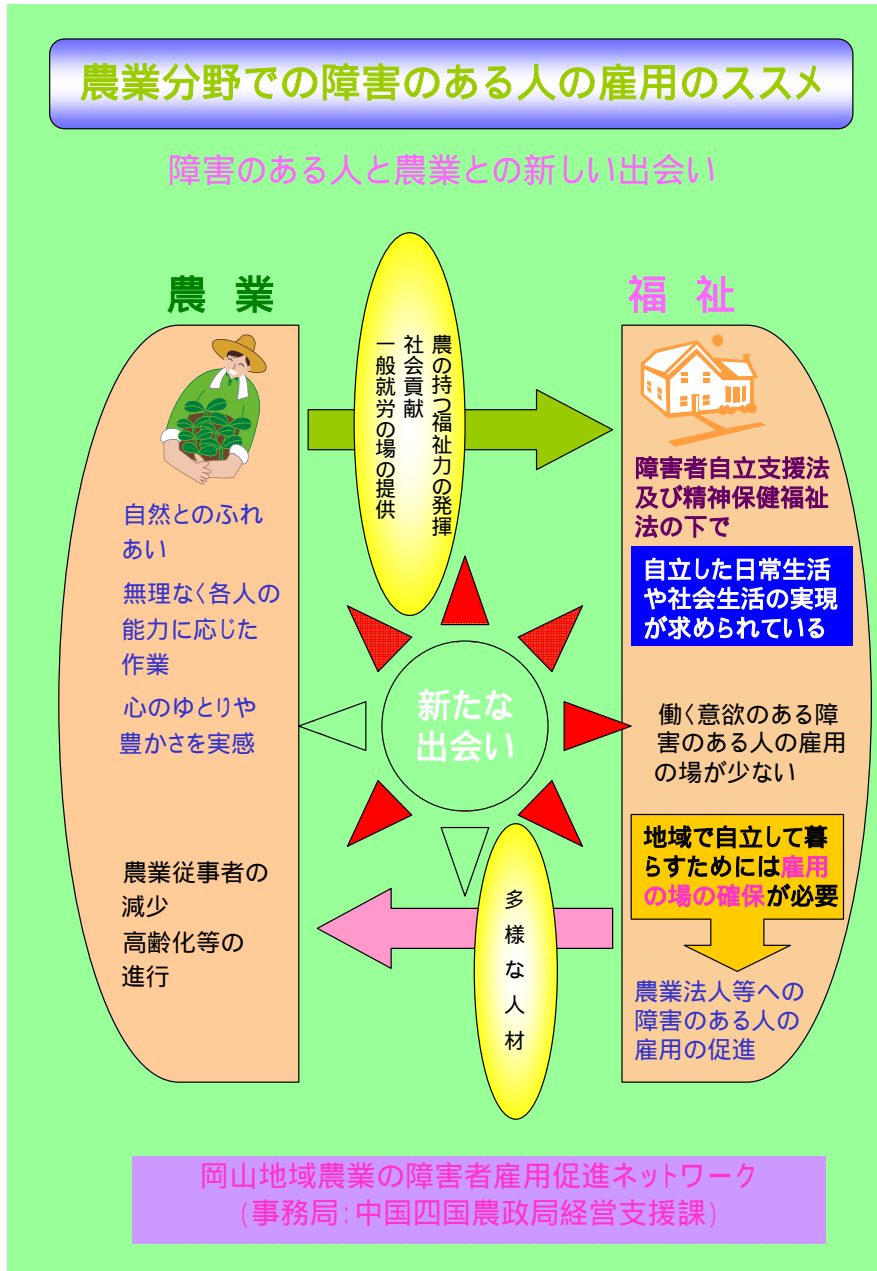 農業分野での障害のある人の雇用のススメ
障害のある人と農業との新しい出会い
農 業
自然とのふれ
あい
無理なく各人の
能力に応じた
作業
心のゆとりや
豊かさを実感
農業従事者の
減少
高齢化等の
進行
農の持つ福祉力の発揮
社会貢献
一般就労の場の提供
新たな
出会い
多様な人材
福 祉
障害者自立支援法
及び精神保健福祉
法の下で
自立した日常生活
や社会生活の実現
が求められている
働く意欲のある障
害のある人の雇用
の場が少ない
地域で自立して暮
らすためには雇用
の場の確保が必要
農業法人等への
障害のある人の
雇用の促進
岡山地域農業の障害者雇用促進ネットワーク
(事務局:中国四国農政局経営支援課)